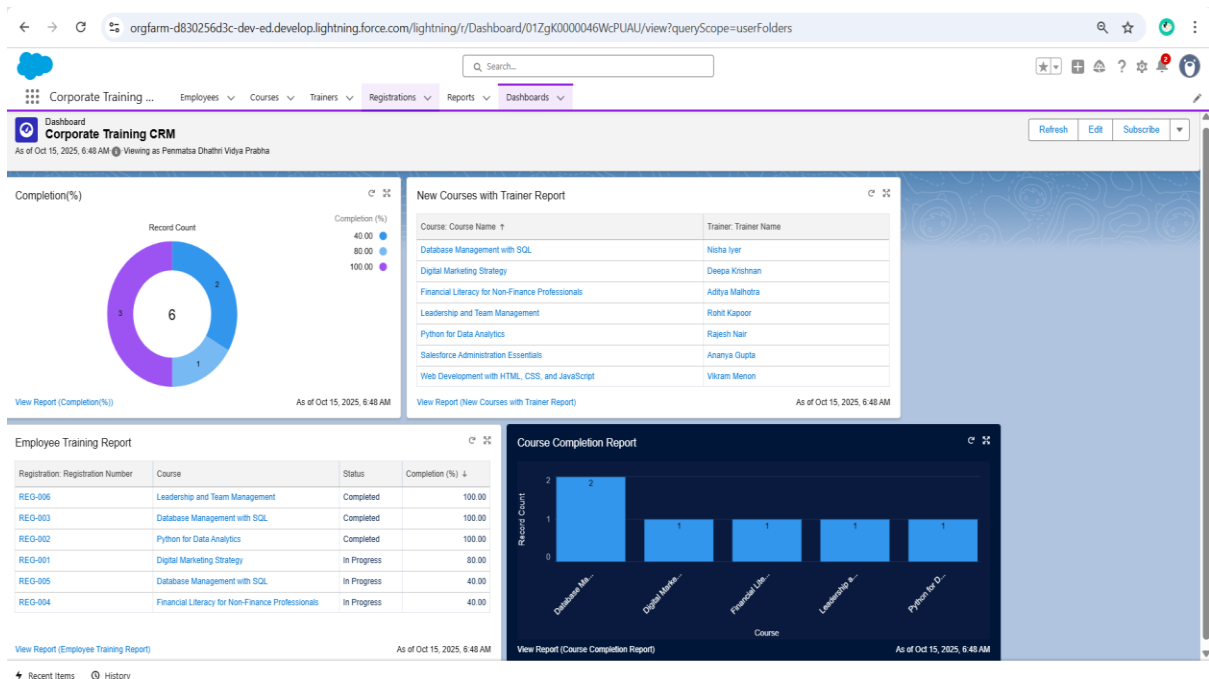 orgfarm-d830256d3c-dev-ed.develop.lightning.force.com/lightning/r/Dashboard/01ZgK0000046WcPUAU/view?queryScope=userFolders
Search...
2
Corporate Training ... Employees Courses Trainers Registrations Reports Dashboards
Dashboard
Corporate Training CRM
As of Oct 15, 2025, 6:48 AM Viewing as Penmatsa Dhathri Vidya Prabha
Refresh Edit Subscribe
Completion(%)
Record Count
Completion (%)
40.00
80.00
100.00
2
3
6
1
View Report (Completion(%)) As of Oct 15, 2025, 6:48 AM
New Courses with Trainer Report
Course: Course Name ↑ Trainer: Trainer Name
Database Management with SQL Nisha Iyer
Digital Marketing Strategy Deepa Krishnan
Financial Literacy for Non-Finance Professionals Aditya Malhotra
Leadership and Team Management Rohit Kapoor
Python for Data Analytics Rajesh Nair
Salesforce Administration Essentials Ananya Gupta
Web Development with HTML, CSS, and JavaScript Vikram Menon
View Report (New Courses with Trainer Report) As of Oct 15, 2025, 6:48 AM
Employee Training Report
Registration: Registration Number Course Status Completion (%) ↓
REG-006 Leadership and Team Management Completed 100.00
REG-003 Database Management with SQL Completed 100.00
REG-002 Python for Data Analytics Completed 100.00
REG-001 Digital Marketing Strategy In Progress 80.00
REG-005 Database Management with SQL In Progress 40.00
REG-004 Financial Literacy for Non-Finance Professionals In Progress 40.00
View Report (Employee Training Report) As of Oct 15, 2025, 6:48 AM
Course Completion Report
Record Count
2
1
0
2 1 1 1 1
Database Ma... Digital Marke... Financial Lite... Leadership a... Python for D...
Course
View Report (Course Completion Report) As of Oct 15, 2025, 6:48 AM
Recent Items History